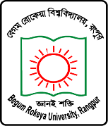 বেগম রোকেয়া বিশ্ববিদ্যালয়, রংপুর
জ্ঞানই শক্তি
Begum Rokeya University, Rangpur